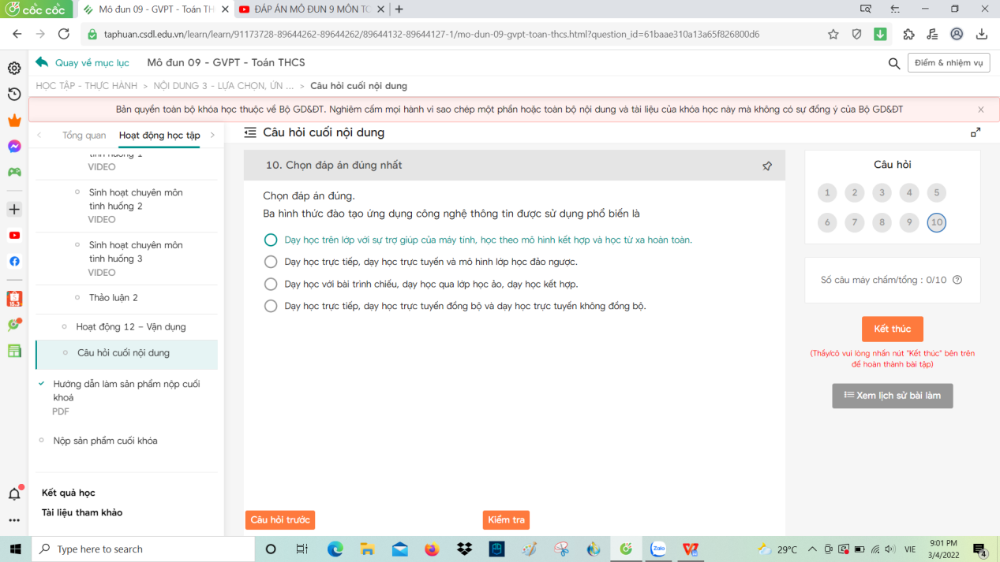 cốc cốc
Mô đun 09 - GVPT - Toán TH
ĐÁP ÁN MÔ ĐUN 9 MÔN TO
taphuan.csdl.edu.vn/learn/learn/91173728-89644262-89644262/89644132-89644127-1/mo-dun-09-gvpt-toan-thcs.html?question_id=61baae310a13a65f826800d6
Quay về mục lục
Mô đun 09 - GVPT - Toán THCS
Điểm & nhiệm vụ
HỌC TẬP - THỰC HÀNH > NỘI DUNG 3 - LỰA CHỌN, ỨN ... > Câu hỏi cuối nội dung
Bản quyền toàn bộ khóa học thuộc về Bộ GD&ĐT. Nghiêm cấm mọi hành vi sao chép một phần hoặc toàn bộ nội dung và tài liệu của khóa học này mà không có sự đồng ý của Bộ GD&ĐT
Tổng quan
Hoạt động học tập
tình huống 1
VIDEO
Sinh hoạt chuyên môn
tình huống 2
VIDEO
Sinh hoạt chuyên môn
tình huống 3
VIDEO
Thảo luận 2
Hoạt động 12 – Vận dụng
Câu hỏi cuối nội dung
Hướng dẫn làm sản phẩm nộp cuối
khoá
PDF
Nộp sản phẩm cuối khóa
Kết quả học
Tài liệu tham khảo
Câu hỏi cuối nội dung
10. Chọn đáp án đúng nhất
Chọn đáp án đúng.
Ba hình thức đào tạo ứng dụng công nghệ thông tin được sử dụng phổ biến là
Dạy học trên lớp với sự trợ giúp của máy tính, học theo mô hình kết hợp và học từ xa hoàn toàn.
Dạy học trực tiếp, dạy học trực tuyến và mô hình lớp học đảo ngược.
Dạy học với bài trình chiếu, dạy học qua lớp học ảo, dạy học kết hợp.
Dạy học trực tiếp, dạy học trực tuyến đồng bộ và dạy học trực tuyến không đồng bộ.
Câu hỏi trước
Kiểm tra
Câu hỏi
1 2 3 4 5
6 7 8 9 10
Số câu máy chấm/tổng : 0/10
Kết thúc
(Thầy/cô vui lòng nhấn nút "Kết thúc" bên trên
để hoàn thành bài tập)
Xem lịch sử bài làm
15.3
Type here to search
Zalo
29°C
VIE
9:01 PM
3/4/2022
4